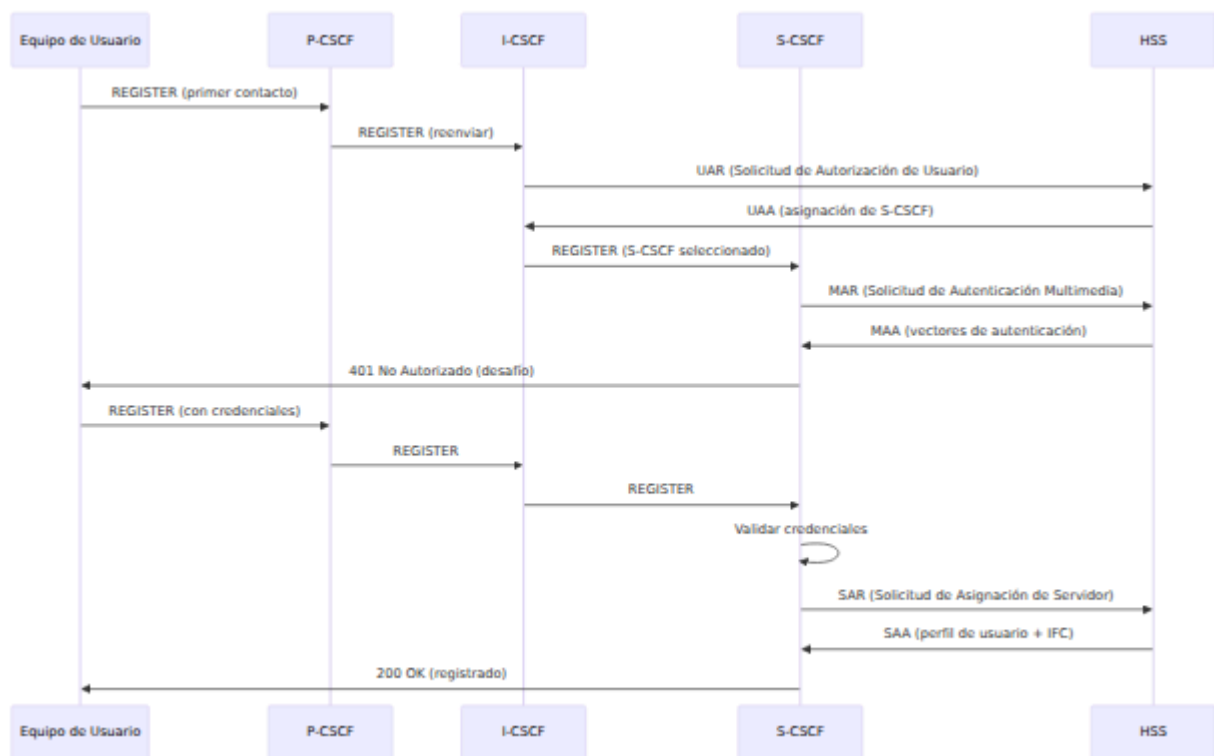 Equipo de Usuario
P-CSCF
I-CSCF
S-CSCF
HSS
REGISTER (primer contacto)
REGISTER (reenviar)
UAR (Solicitud de Autorización de Usuario)
UAA (asignación de S-CSCF)
REGISTER (S-CSCF seleccionado)
MAR (Solicitud de Autenticación Multimedia)
MAA (vectores de autenticación)
401 No Autorizado (desafío)
REGISTER (con credenciales)
REGISTER
REGISTER
Validar credenciales
SAR (Solicitud de Asignación de Servidor)
SAA (perfil de usuario + IFC)
200 OK (registrado)
Equipo de Usuario
P-CSCF
I-CSCF
S-CSCF
HSS